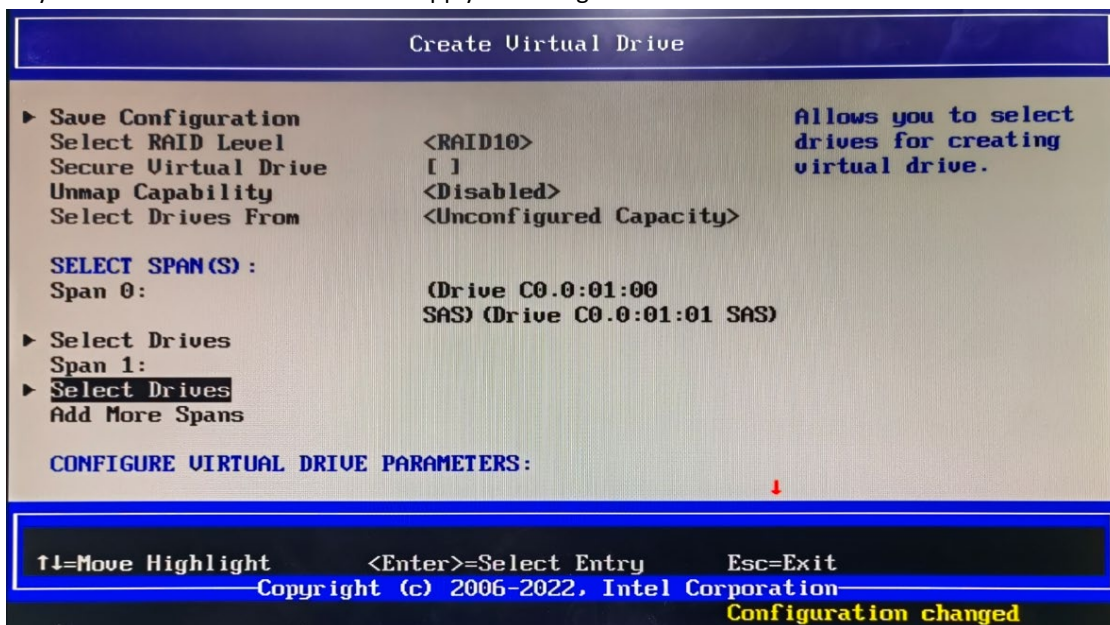 Create Virtual Drive
Save Configuration
Select RAID Level <RAID10>
Secure Virtual Drive [ ]
Unmap Capability <Disabled>
Select Drives From <Unconfigured Capacity>
Allows you to select
drives for creating
virtual drive.
SELECT SPAN(S):
Span 0: (Drive C0.0:01:00
SAS)(Drive C0.0:01:01 SAS)
Select Drives
Span 1:
Select Drives
Add More Spans
CONFIGURE VIRTUAL DRIVE PARAMETERS:
↑↓=Move Highlight <Enter>=Select Entry Esc=Exit
Copyright (c) 2006-2022, Intel Corporation
Configuration changed